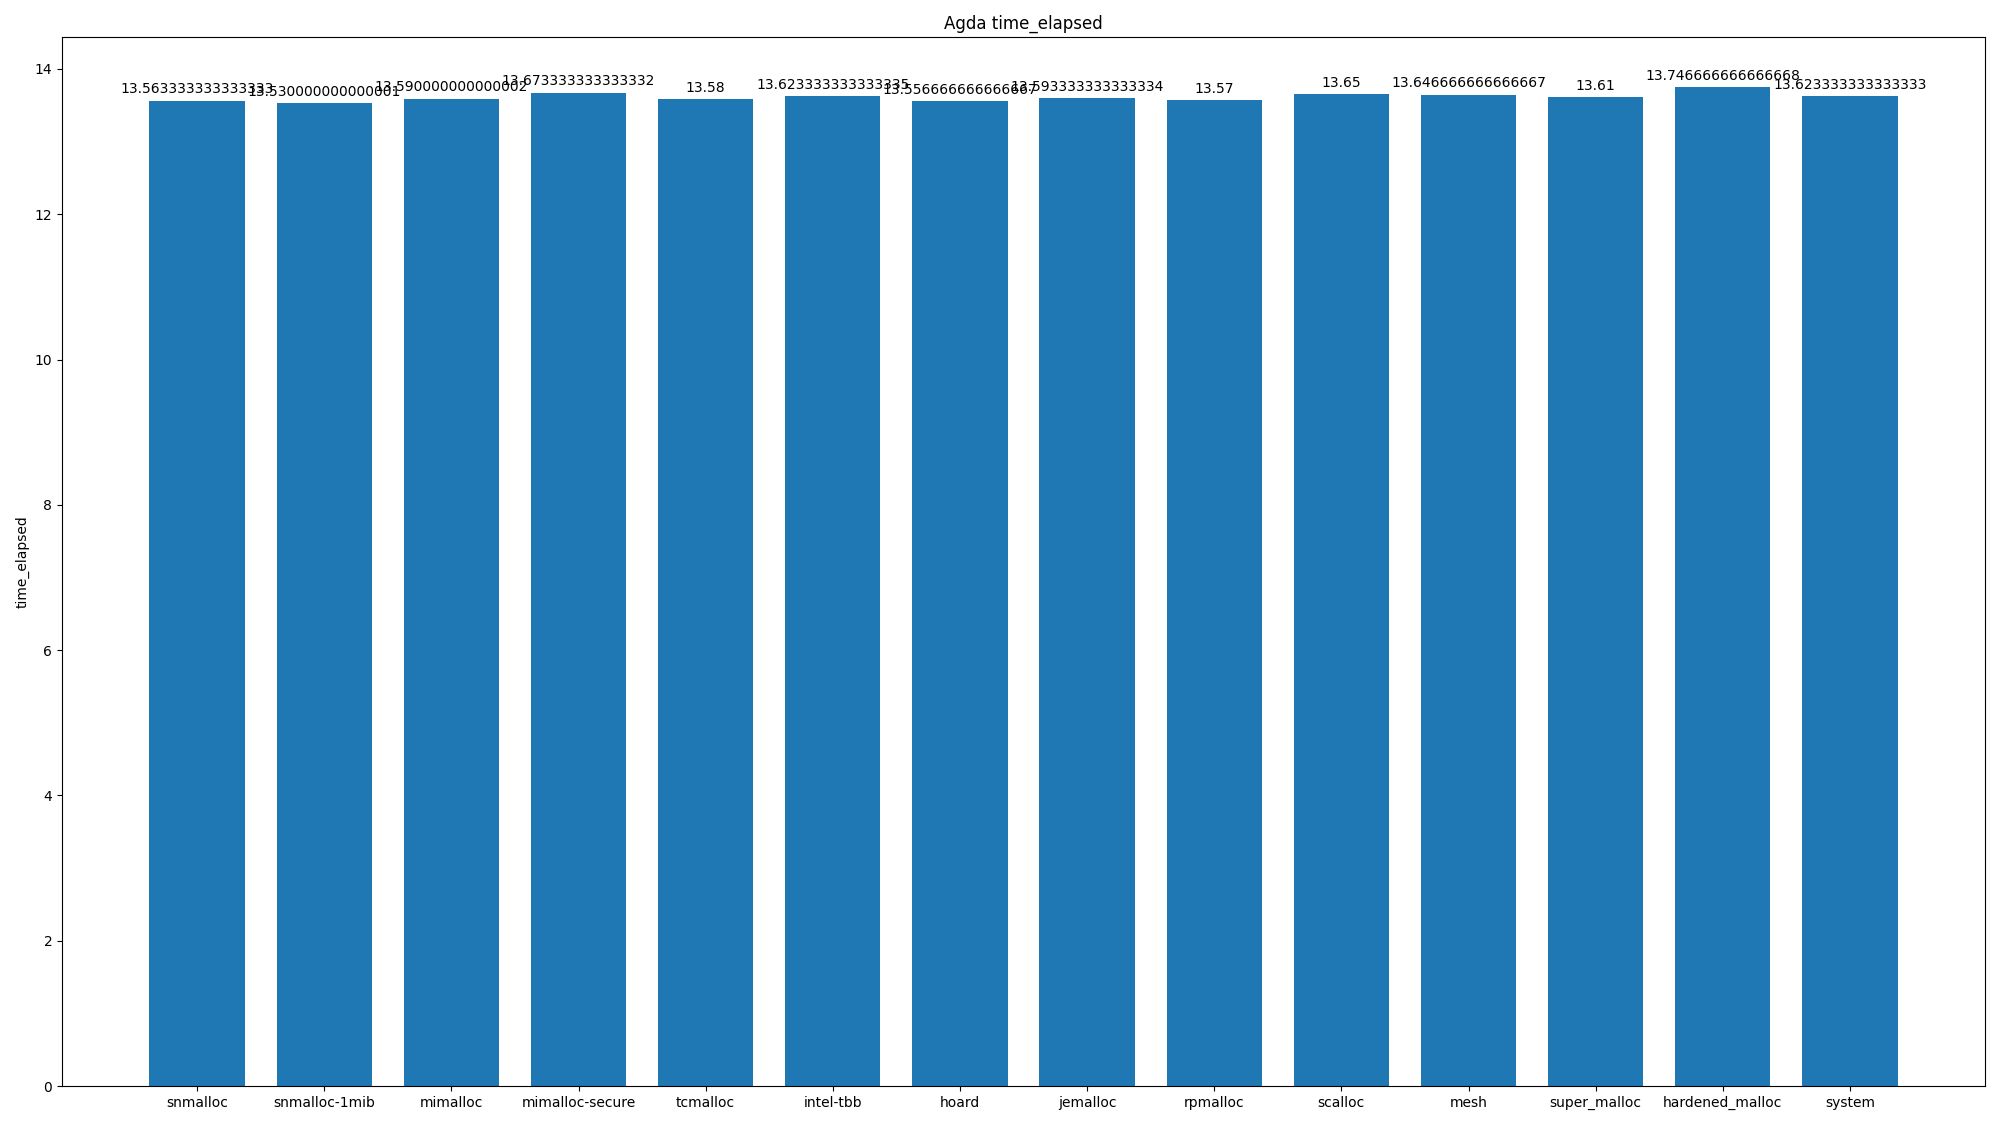 Agda time_elapsed
14
12
10
8
6
4
2
0
time_elapsed
13.563333333333333
13.530000000000001
13.590000000000002
13.673333333333332
13.58
13.623333333333335
13.556666666666667
13.593333333333334
13.57
13.65
13.646666666666667
13.61
13.746666666666668
13.623333333333333
snmalloc
snmalloc-1mib
mimalloc
mimalloc-secure
tcmalloc
intel-tbb
hoard
jemalloc
rpmalloc
scalloc
mesh
super_malloc
hardened_malloc
system